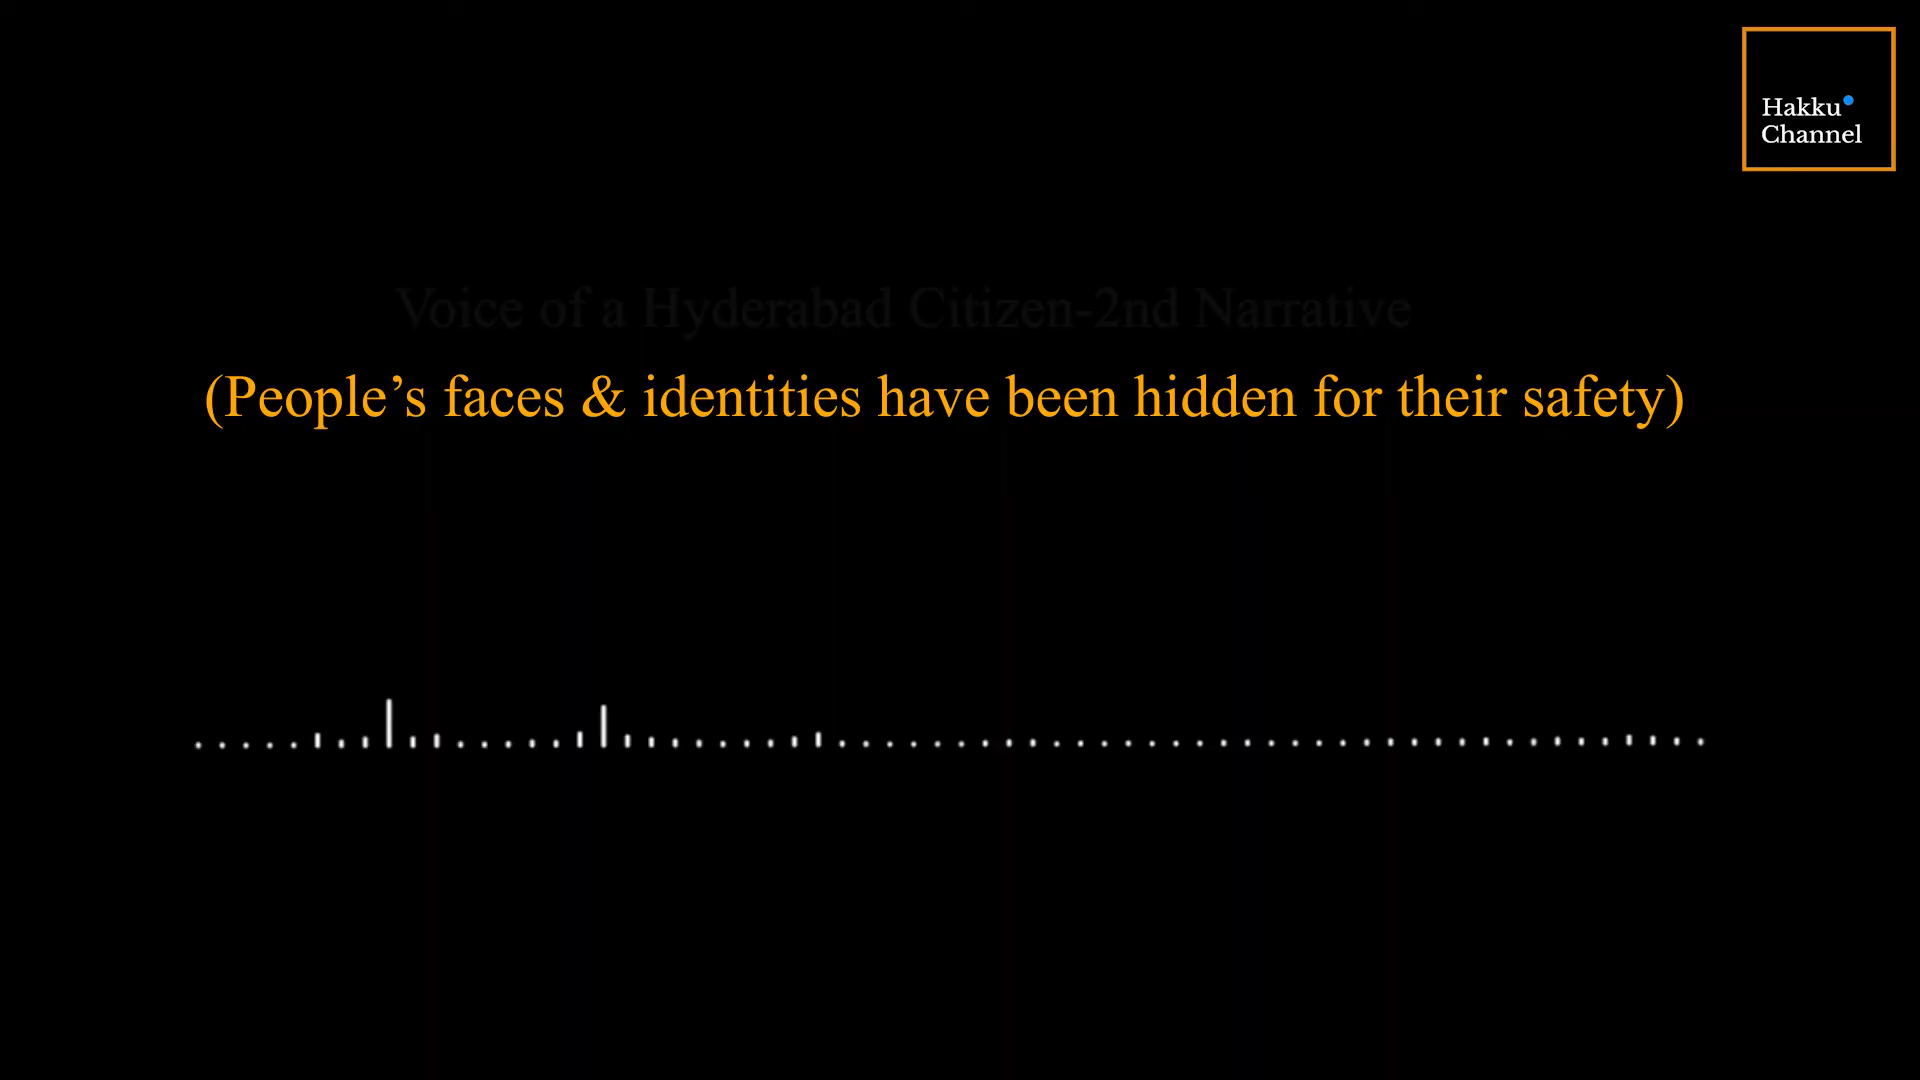 Hakku
Channel
Voice of a Hyderabad Citizen-2nd Narrative
(People’s faces & identities have been hidden for their safety)